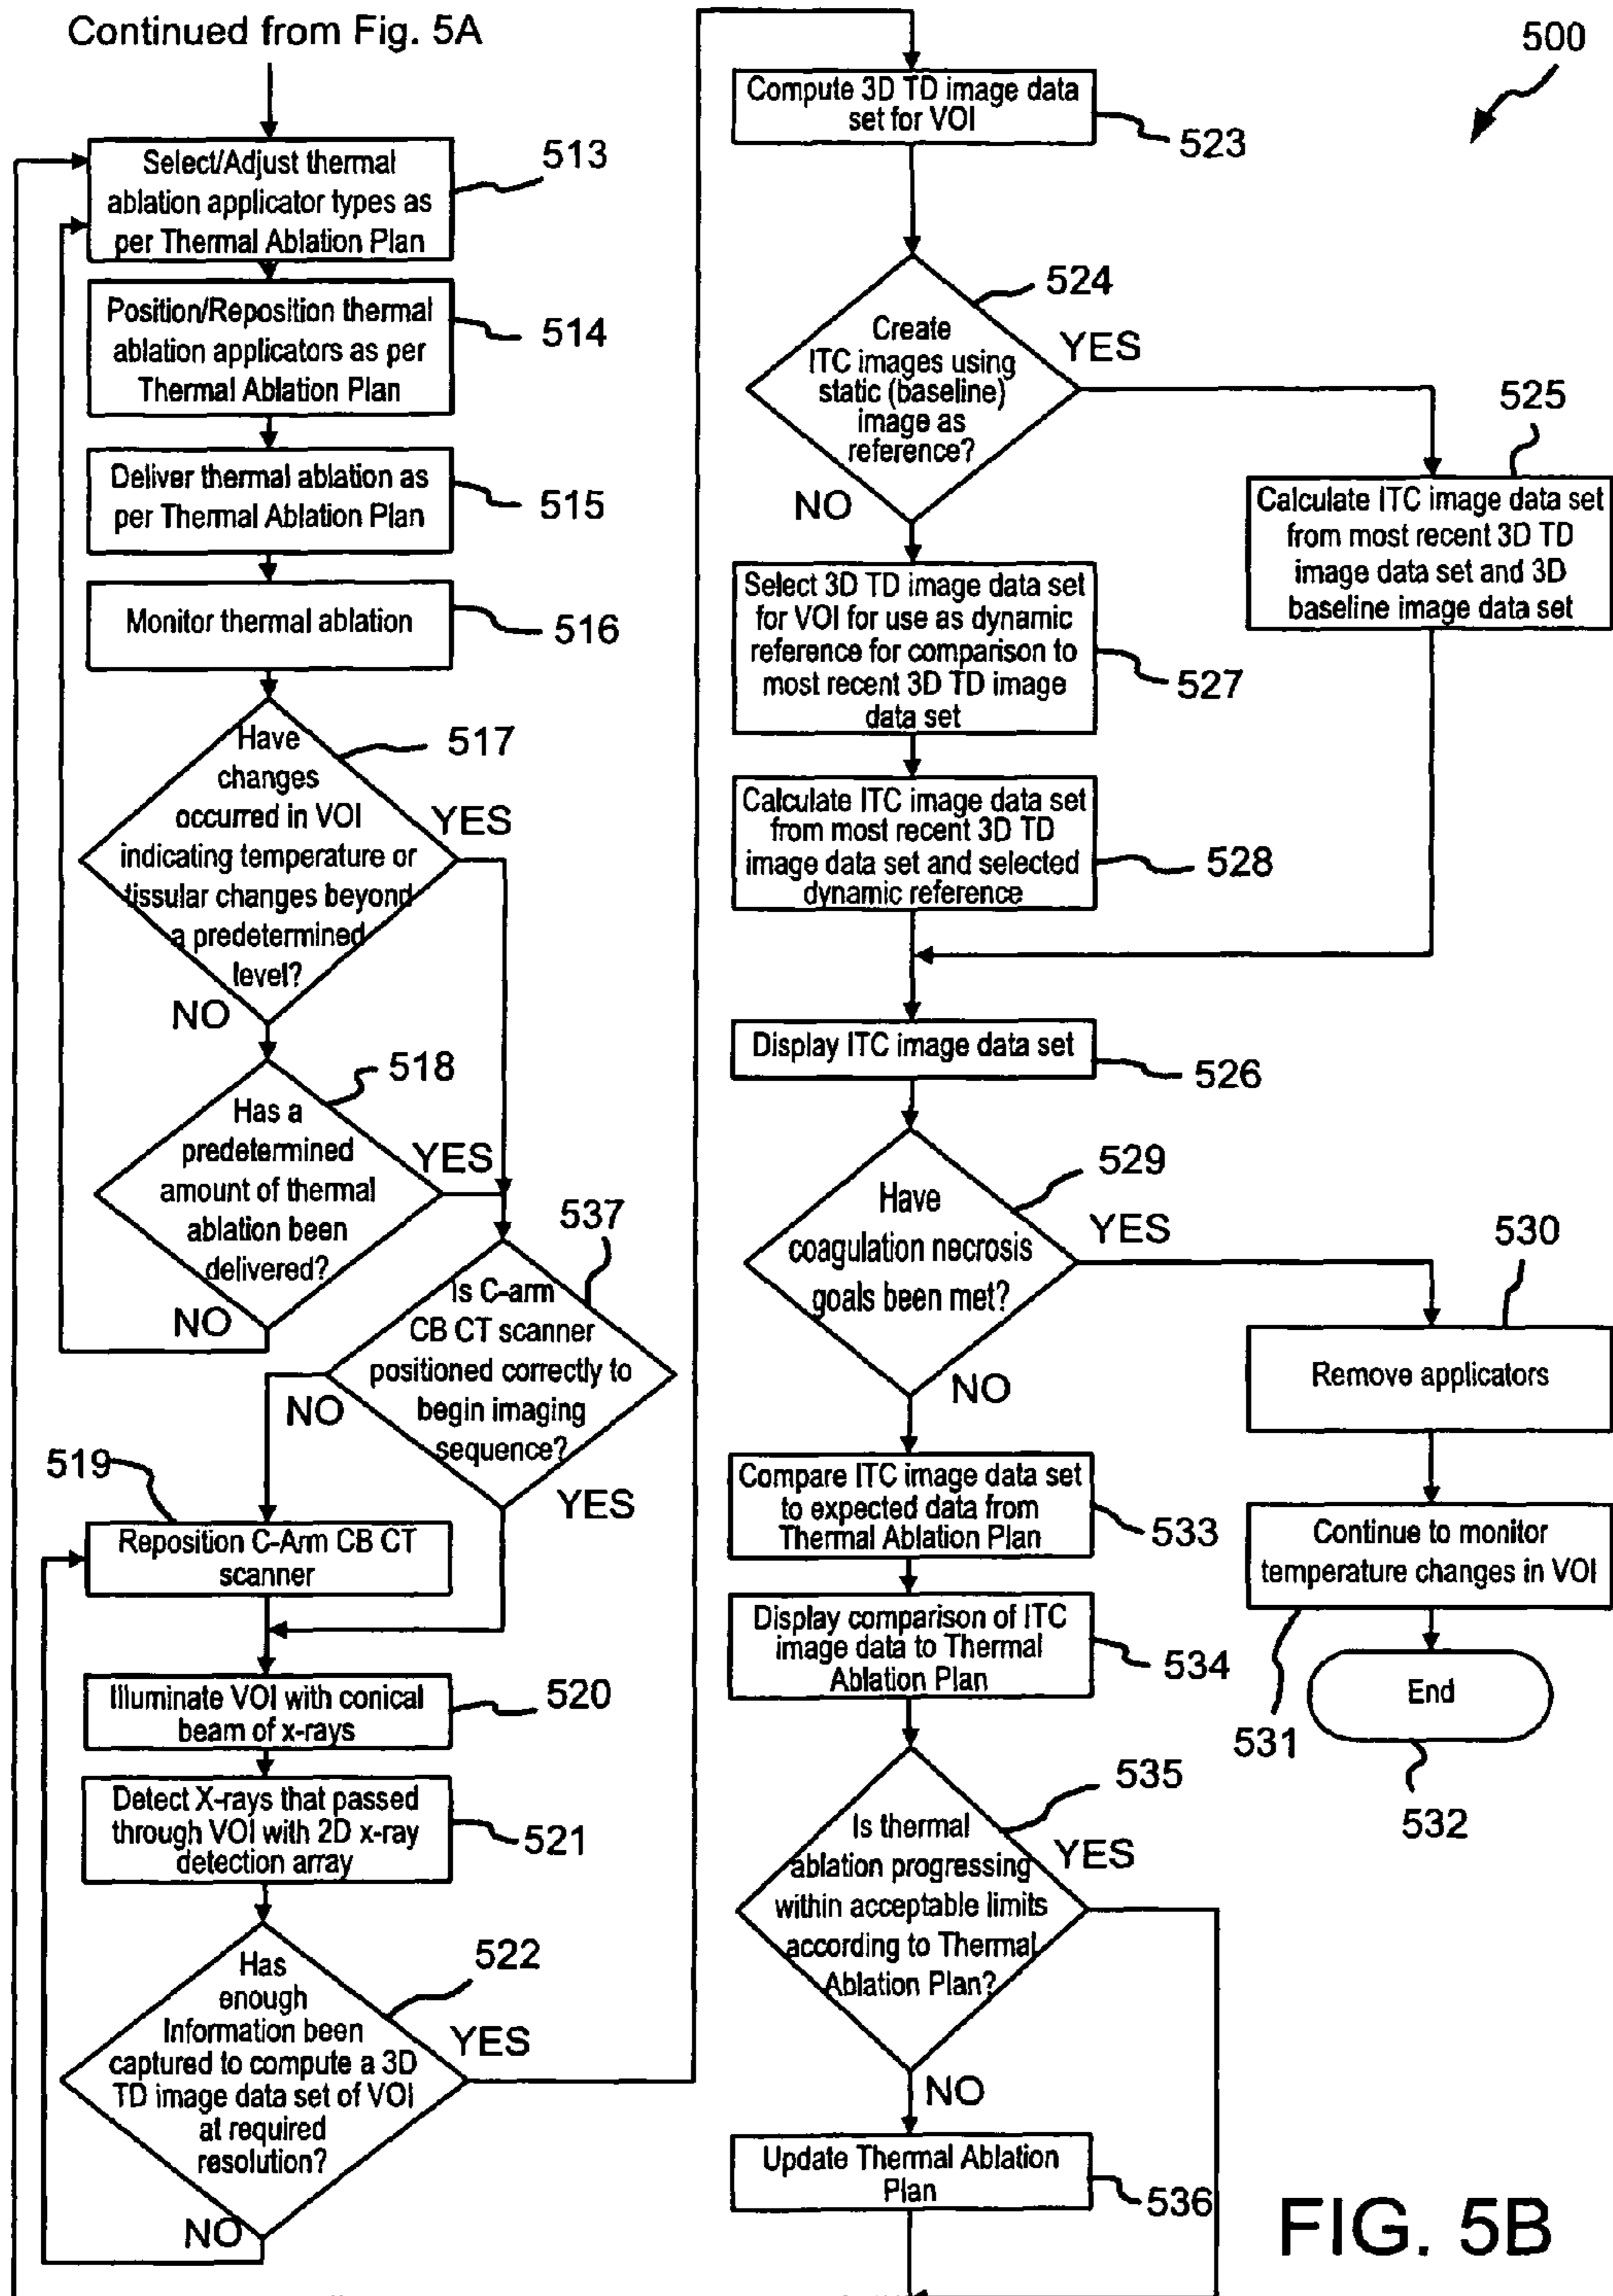 Continued from Fig. 5A
500
Select/Adjust thermal
ablation applicator types as
per Thermal Ablation Plan
513
Position/Reposition thermal
ablation applicators as per
Thermal Ablation Plan
514
Deliver thermal ablation as
per Thermal Ablation Plan
515
Monitor thermal ablation
516
Have
changes
occurred in VOI
indicating temperature or
tissular changes beyond
a predetermined
level?
517
YES
NO
Has a
predetermined
amount of thermal
ablation been
delivered?
518
YES
NO
Is C-arm
CB CT scanner
positioned correctly to
begin imaging
sequence?
537
NO
YES
519
Reposition C-Arm CB CT
scanner
Illuminate VOI with conical
beam of x-rays
520
Detect X-rays that passed
through VOI with 2D x-ray
detection array
521
Has
enough
Information been
captured to compute a 3D
TD image data set of VOI
at required
resolution?
522
YES
NO
Compute 3D TD image data
set for VOI
523
Create
ITC images using
static (baseline)
image as
reference?
524
YES
NO
525
Calculate ITC image data set
from most recent 3D TD
image data set and 3D
baseline image data set
Select 3D TD image data set
for VOI for use as dynamic
reference for comparison to
most recent 3D TD image
data set
527
Calculate ITC image data set
from most recent 3D TD
image data set and selected
dynamic reference
528
Display ITC image data set
526
Have
coagulation necrosis
goals been met?
529
YES
NO
530
Remove applicators
Continue to monitor
temperature changes in VOI
531
End
532
Compare ITC image data set
to expected data from
Thermal Ablation Plan
533
Display comparison of ITC
image data to Thermal
Ablation Plan
534
Is thermal
ablation progressing
within acceptable limits
according to Thermal
Ablation Plan?
535
YES
NO
Update Thermal Ablation
Plan
536
FIG. 5B